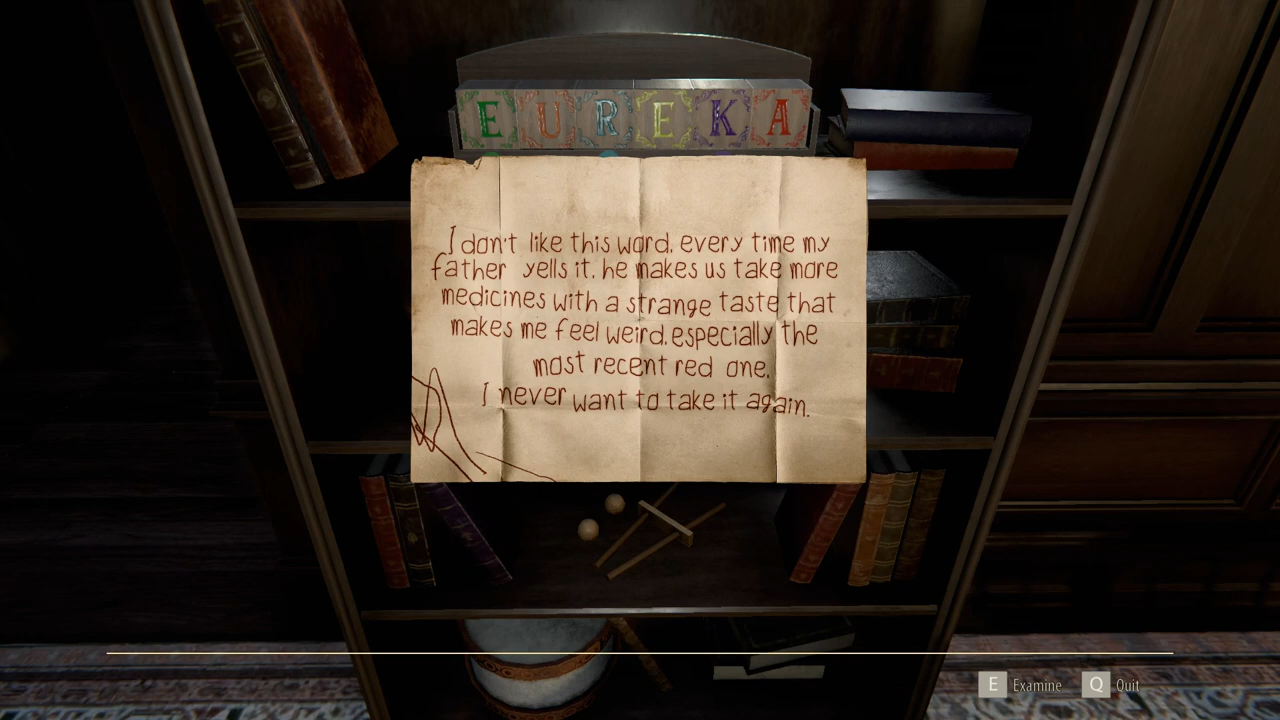 EUREKA
I don't like this word. every time my
father yells it. he makes us take more
medicines with a strange taste that
makes me feel weird. especially the
most recent red one.
I never want to take it again.
E Examine Q Quit